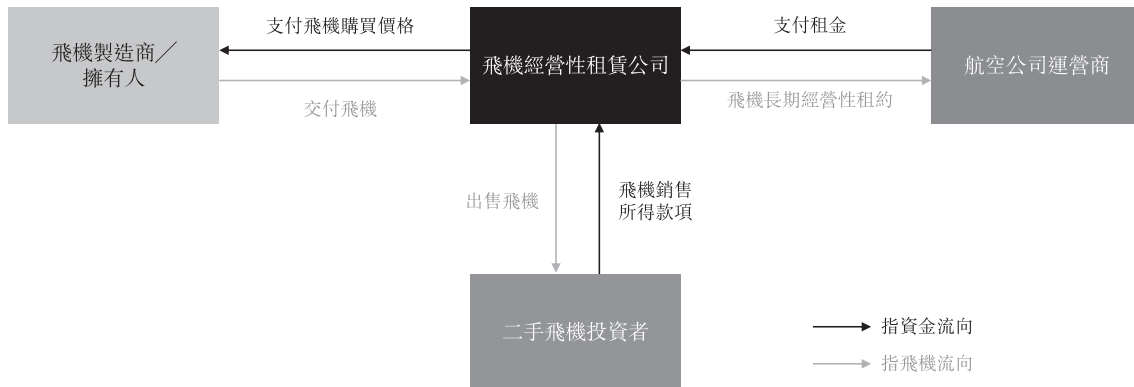 支付飛機購買價格
支付租金
飛機製造商／
擁有人
飛機經營性租賃公司
航空公司運營商
交付飛機
飛機長期經營性租約
出售飛機
飛機銷售
所得款項
二手飛機投資者
指資金流向
指飛機流向